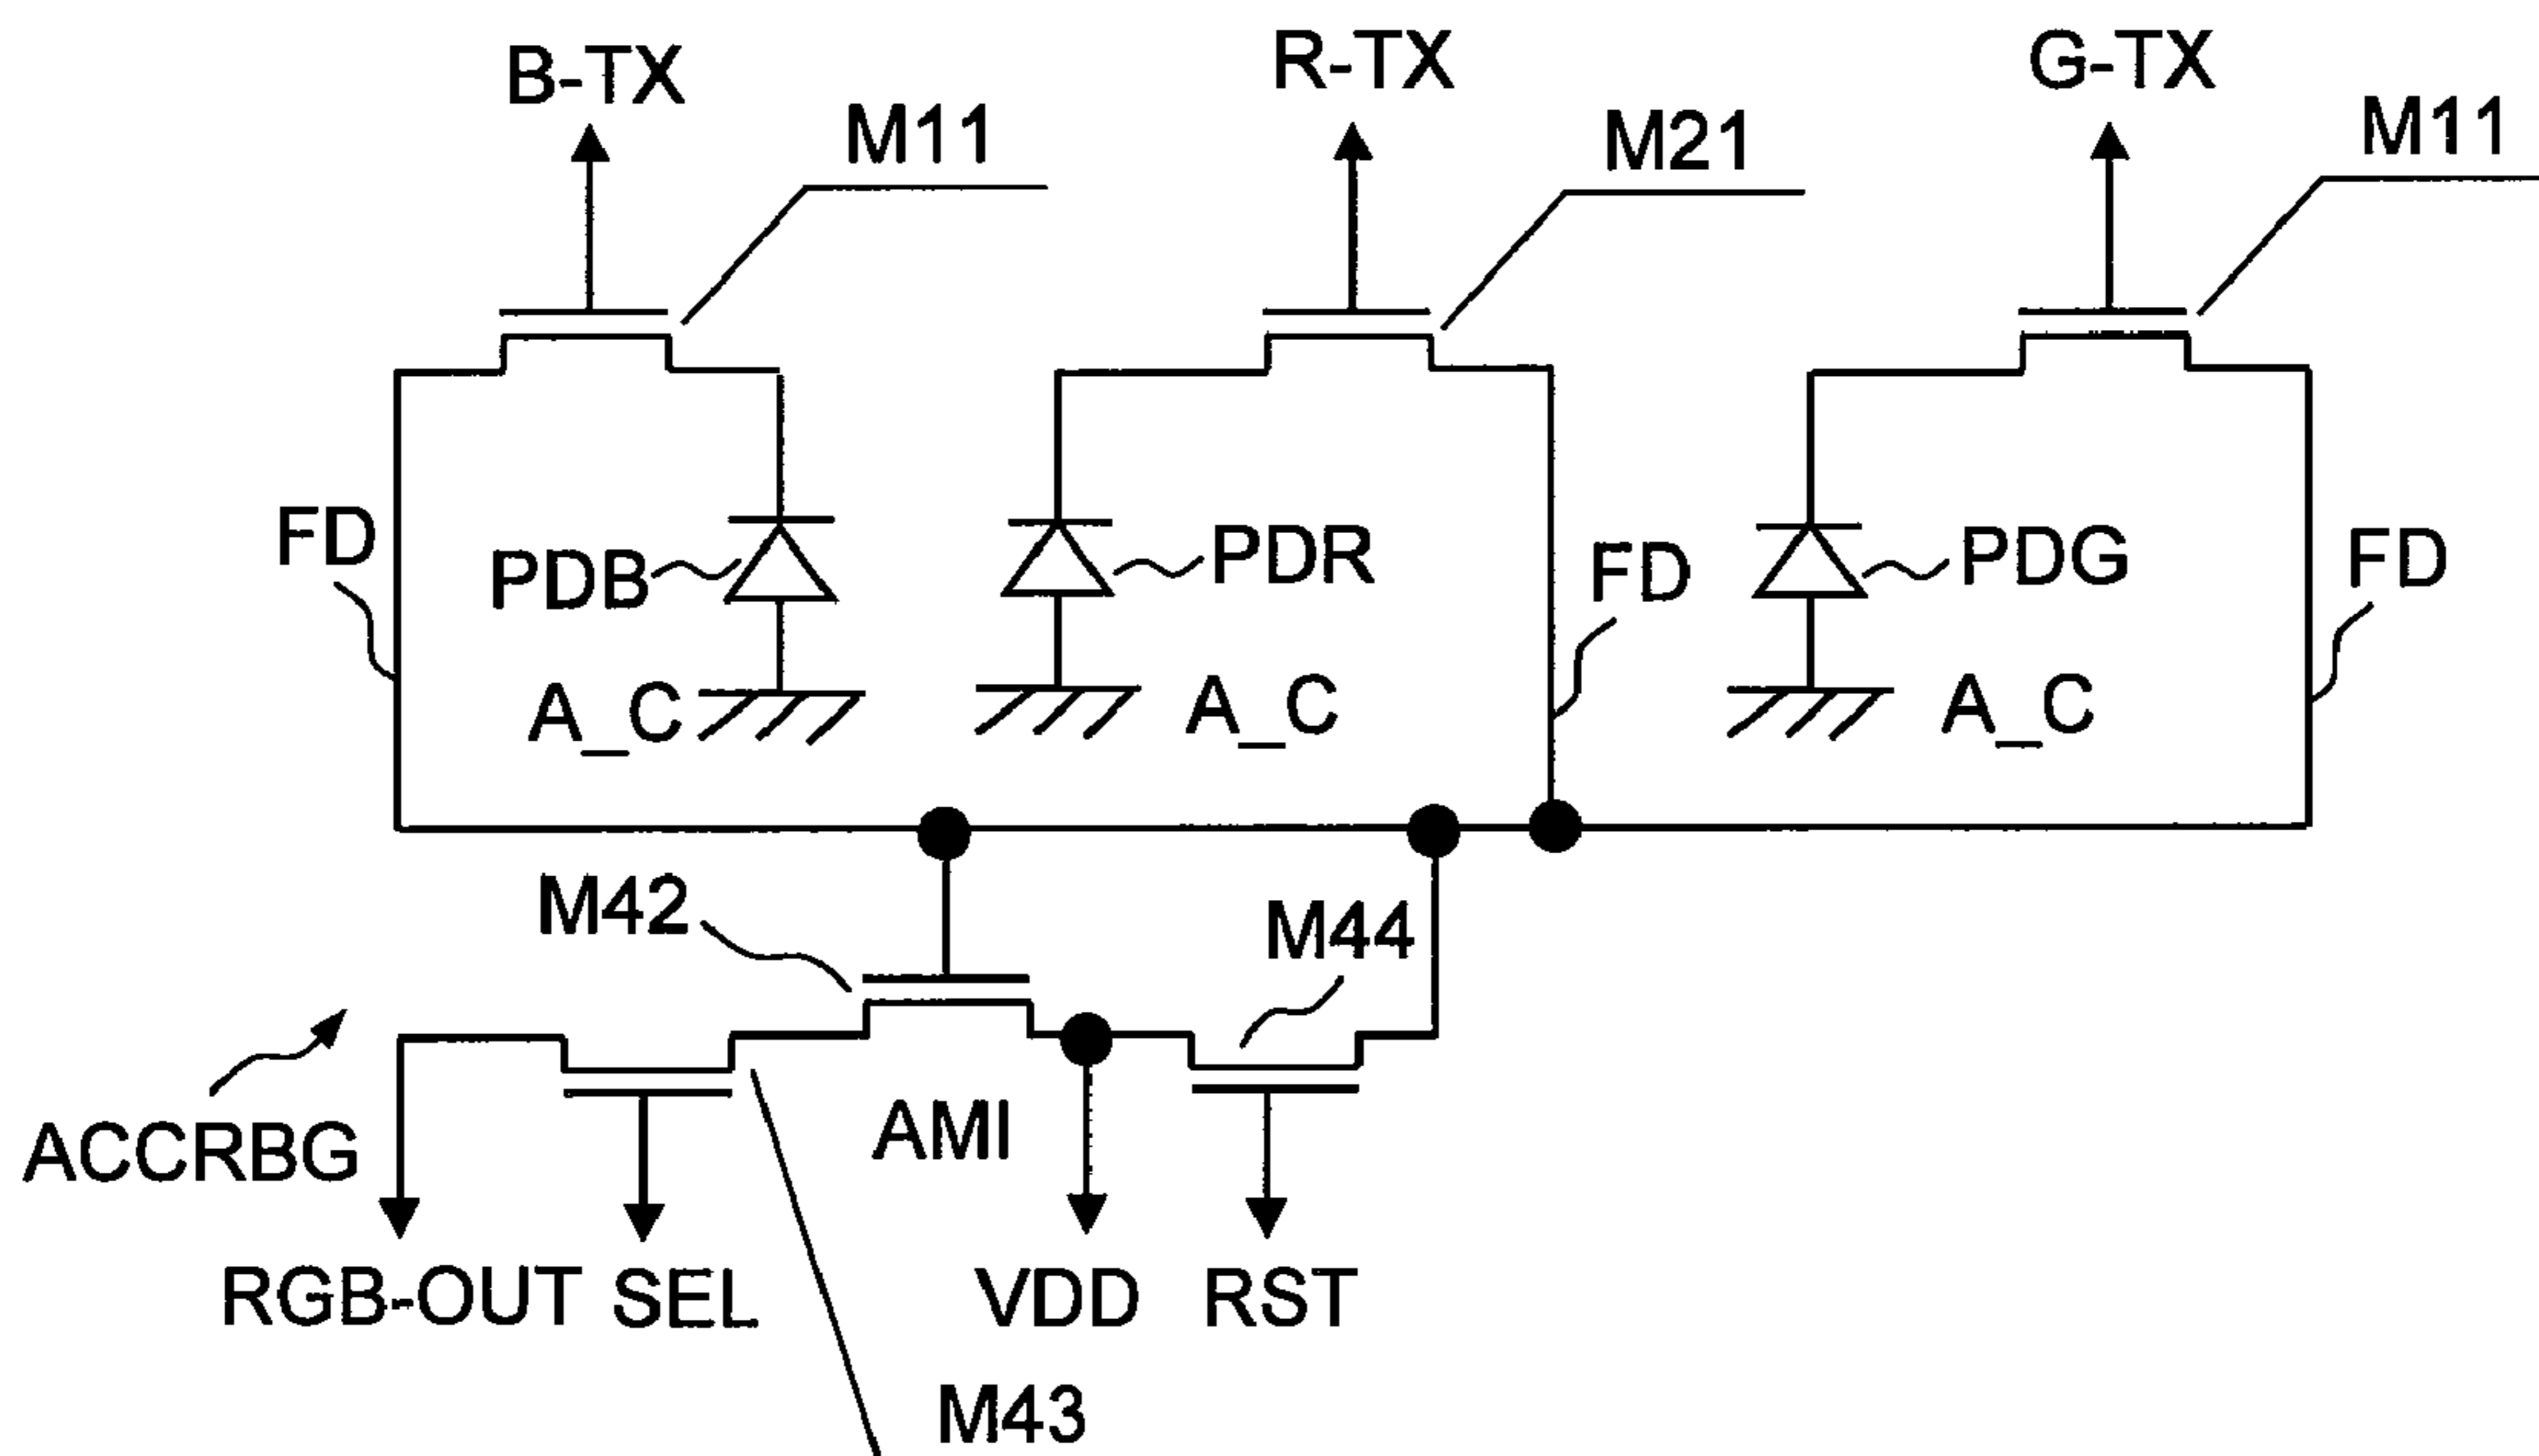 B-TX
R-TX
G-TX
M11
M21
M11
FD
PDB
PDR
FD
PDG
FD
A_C
A_C
A_C
M42
M44
ACCRBG
AMI
RGB-OUT
SEL
VDD
RST
M43